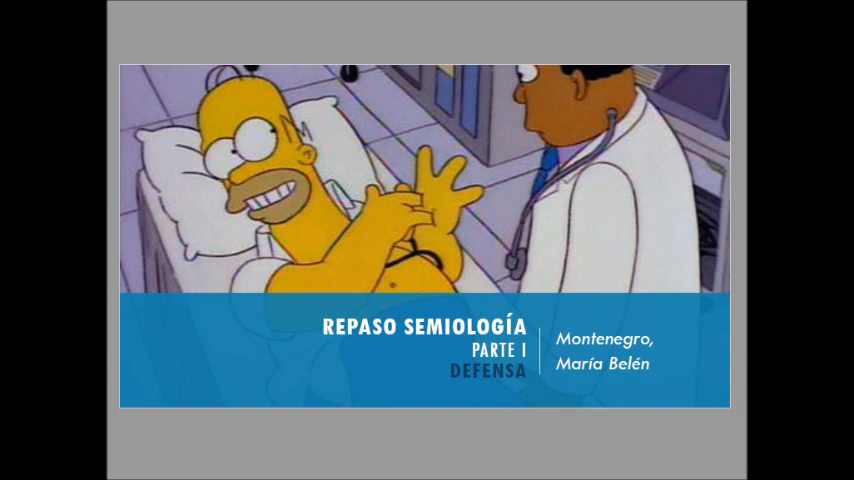 REPASO SEMIOLOGÍA
PARTE I
DEFENSA
Montenegro,
María Belén